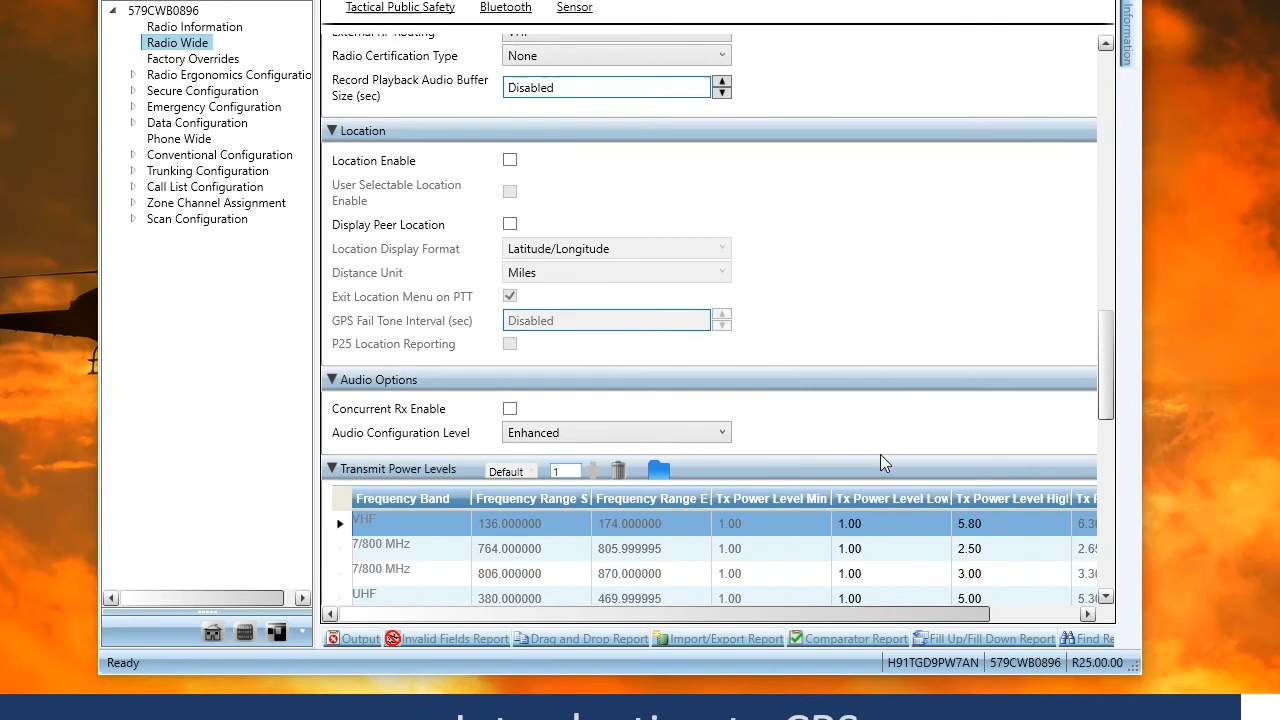 Tactical Public Safety Bluetooth Sensor
Information
579CWB0896
Radio Information
Radio Wide
Factory Overrides
Radio Ergonomics Configuratio
Secure Configuration
Emergency Configuration
Data Configuration
Phone Wide
Conventional Configuration
Trunking Configuration
Call List Configuration
Zone Channel Assignment
Scan Configuration
Radio Certification Type None
Record Playback Audio Buffer
Size (sec) Disabled
Location
Location Enable
User Selectable Location
Enable
Display Peer Location
Location Display Format Latitude/Longitude
Distance Unit Miles
Exit Location Menu on PTT
GPS Fail Tone Interval (sec) Disabled
P25 Location Reporting
Audio Options
Concurrent Rx Enable
Audio Configuration Level Enhanced
Transmit Power Levels Default 1
Frequency Band Frequency Range S Frequency Range E Tx Power Level Min Tx Power Level Low Tx Power Level High Tx P
VHF 136.000000 174.000000 1.00 1.00 5.80 6.30
7/800 MHz 764.000000 805.999995 1.00 1.00 2.50 2.65
7/800 MHz 806.000000 870.000000 1.00 1.00 3.00 3.30
UHF 380.000000 469.999995 1.00 1.00 5.00 5.30
Output Invalid Fields Report Drag and Drop Report Import/Export Report Comparator Report Fill Up/Fill Down Report Find Re
Ready H91TGD9PW7AN 579CWB0896 R25.00.00